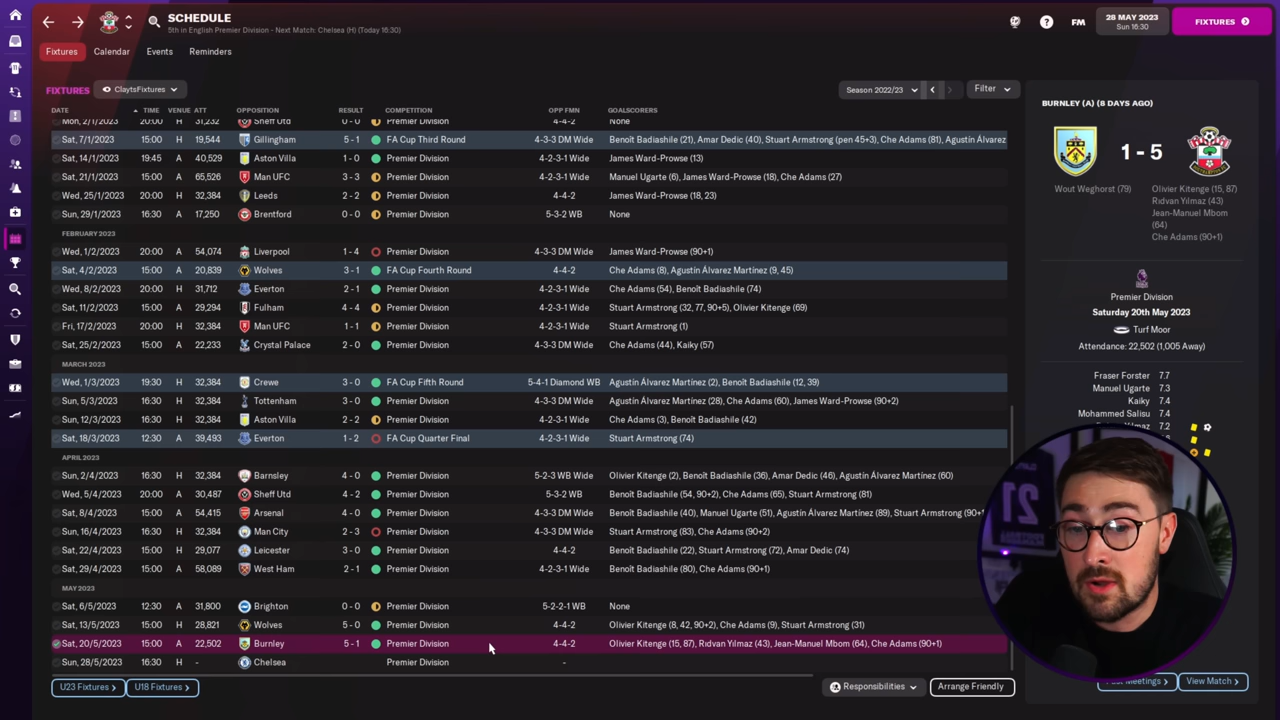 SCHEDULE
5th in English Premier Division - Next Match: Chelsea (H) (Today 16:30)
FM
28 MAY 2023
Sun 16:30
FIXTURES
Fixtures Calendar Events Reminders
FIXTURES ClaytsFixtures Season 2022/23 Filter
DATE TIME VENUE ATT OPPOSITION RESULT COMPETITION OPP FMN GOALSCORERS
Mon, 2/1/2023 20:00 H 31,232 Sheff Utd 0 - 0 Premier Division 4-4-2 None
Sat, 7/1/2023 H 19,544 Gillingham 5 - 1 FA Cup Third Round 4-3-3 DM Wide Benoît Badiashile (21), Amar Dedic (40), Stuart Armstrong (pen 45+3), Che Adams (81), Agustín Álvarez
Sat, 14/1/2023 19:45 A 40,529 Aston Villa 1 - 0 Premier Division 4-2-3-1 Wide James Ward-Prowse (13)
Sat, 21/1/2023 15:00 A 65,526 Man UFC 3 - 3 Premier Division 4-2-3-1 Wide Manuel Ugarte (6), James Ward-Prowse (18), Che Adams (27)
Wed, 25/1/2023 20:00 H 32,384 Leeds 2 - 2 Premier Division 4-4-2 James Ward-Prowse (18, 23)
Sun, 29/1/2023 16:30 A 17,250 Brentford 0 - 0 Premier Division 5-3-2 WB None
FEBRUARY 2023
Wed, 1/2/2023 20:00 A 54,074 Liverpool 1 - 4 Premier Division 4-3-3 DM Wide James Ward-Prowse (90+1)
Sat, 4/2/2023 15:00 A 20,839 Wolves 3 - 1 FA Cup Fourth Round 4-4-2 Che Adams (8), Agustín Álvarez Martínez (9, 45)
Wed, 8/2/2023 20:00 H 31,712 Everton 2 - 1 Premier Division 4-2-3-1 Wide Che Adams (54), Benoît Badiashile (74)
Sat, 11/2/2023 15:00 A 29,294 Fulham 4 - 4 Premier Division 4-2-3-1 Wide Stuart Armstrong (32, 77, 90+5), Olivier Kitenge (69)
Fri, 17/2/2023 20:00 H 32,384 Man UFC 1 - 1 Premier Division 4-2-3-1 Wide Stuart Armstrong (1)
Sat, 25/2/2023 15:00 A 22,233 Crystal Palace 2 - 0 Premier Division 4-3-3 DM Wide Che Adams (44), Kaiky (57)
MARCH 2023
Wed, 1/3/2023 19:30 H 32,384 Crewe 3 - 0 FA Cup Fifth Round 5-4-1 Diamond WB Agustín Álvarez Martínez (2), Benoît Badiashile (12, 39)
Sun, 5/3/2023 16:30 H 32,384 Tottenham 3 - 0 Premier Division 4-3-3 DM Wide Agustín Álvarez Martínez (28), Che Adams (60), James Ward-Prowse (90+2)
Sun, 12/3/2023 16:30 H 32,384 Aston Villa 2 - 2 Premier Division 4-2-3-1 Wide Che Adams (3), Benoît Badiashile (42)
Sat, 18/3/2023 12:30 A 39,493 Everton 1 - 2 FA Cup Quarter Final 4-2-3-1 Wide Stuart Armstrong (74)
APRIL 2023
Sun, 2/4/2023 16:30 H 32,384 Barnsley 4 - 0 Premier Division 5-2-3 WB Wide Olivier Kitenge (2), Benoît Badiashile (36), Amar Dedic (46), Agustín Álvarez Martínez (60)
Wed, 5/4/2023 20:00 A 30,487 Sheff Utd 4 - 2 Premier Division 5-3-2 WB Benoît Badiashile (54, 90+2), Che Adams (65), Stuart Armstrong (81)
Sat, 8/4/2023 15:00 A 54,415 Arsenal 4 - 0 Premier Division 4-3-3 DM Wide Benoît Badiashile (40), Manuel Ugarte (51), Agustín Álvarez Martínez (89), Stuart Armstrong (90+
Sun, 16/4/2023 16:30 H 32,384 Man City 2 - 3 Premier Division 4-3-3 DM Wide Stuart Armstrong (83), Che Adams (90+2)
Sat, 22/4/2023 15:00 H 29,077 Leicester 3 - 0 Premier Division 4-4-2 Benoît Badiashile (22), Stuart Armstrong (72), Amar Dedic (74)
Sat, 29/4/2023 15:00 A 58,089 West Ham 2 - 1 Premier Division 4-2-3-1 Wide Benoît Badiashile (80), Che Adams (90+1)
MAY 2023
Sat, 6/5/2023 12:30 A 31,800 Brighton 0 - 0 Premier Division 5-2-2-1 WB None
Sat, 13/5/2023 15:00 H 28,821 Wolves 5 - 0 Premier Division 4-4-2 Olivier Kitenge (8, 42, 90+2), Che Adams (9), Stuart Armstrong (31)
Sat, 20/5/2023 15:00 A 22,502 Burnley 5 - 1 Premier Division 4-4-2 Olivier Kitenge (15, 87), Rıdvan Yılmaz (43), Jean-Manuel Mbom (64), Che Adams (90+1)
Sun, 28/5/2023 16:30 H - Chelsea Premier Division -
U23 Fixtures U18 Fixtures Responsibilities Arrange Friendly
BURNLEY (A) (8 DAYS AGO)
1 - 5
Wout Weghorst (79)
Olivier Kitenge (15, 87)
Rıdvan Yılmaz (43)
Jean-Manuel Mbom
(64)
Che Adams (90+1)
Premier Division
Saturday 20th May 2023
Turf Moor
Attendance: 22,502 (1,005 Away)
Fraser Forster 7.7
Manuel Ugarte 7.3
Kaiky 7.4
Mohammed Salisu 7.4
7.2
21
Meetings View Match